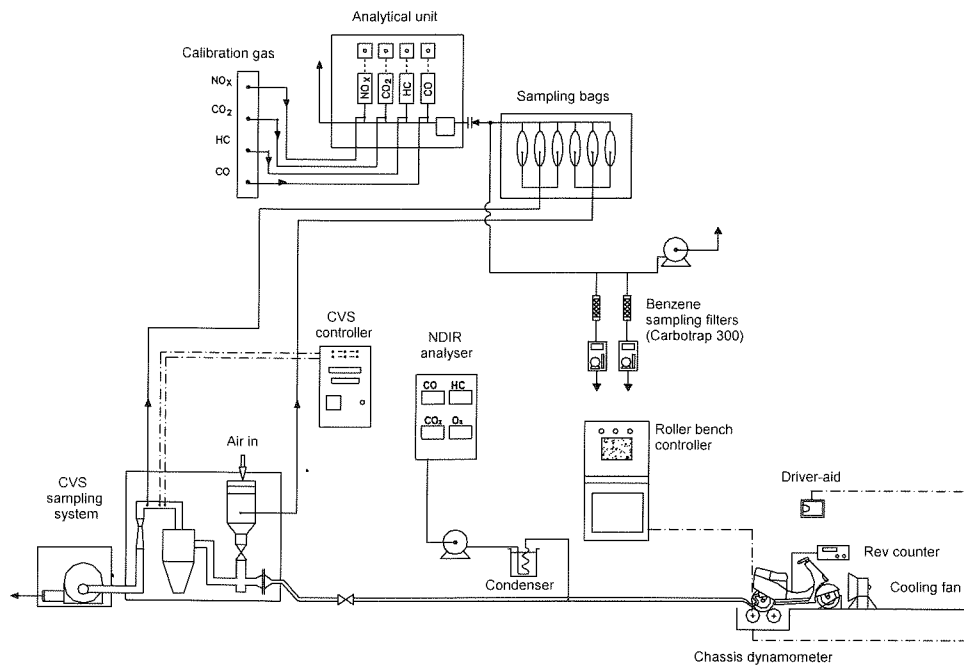 Analytical unit
Calibration gas
NOX
CO2
HC
CO
NOX
CO2
HC
CO
Sampling bags
Benzene
sampling filters
(Carbotrap 300)
CVS
controller
NDIR
analyser
CO HC
CO2 O2
Roller bench
controller
Air in
CVS
sampling
system
Driver-aid
Rev counter
Condenser
Cooling fan
Chassis dynamometer